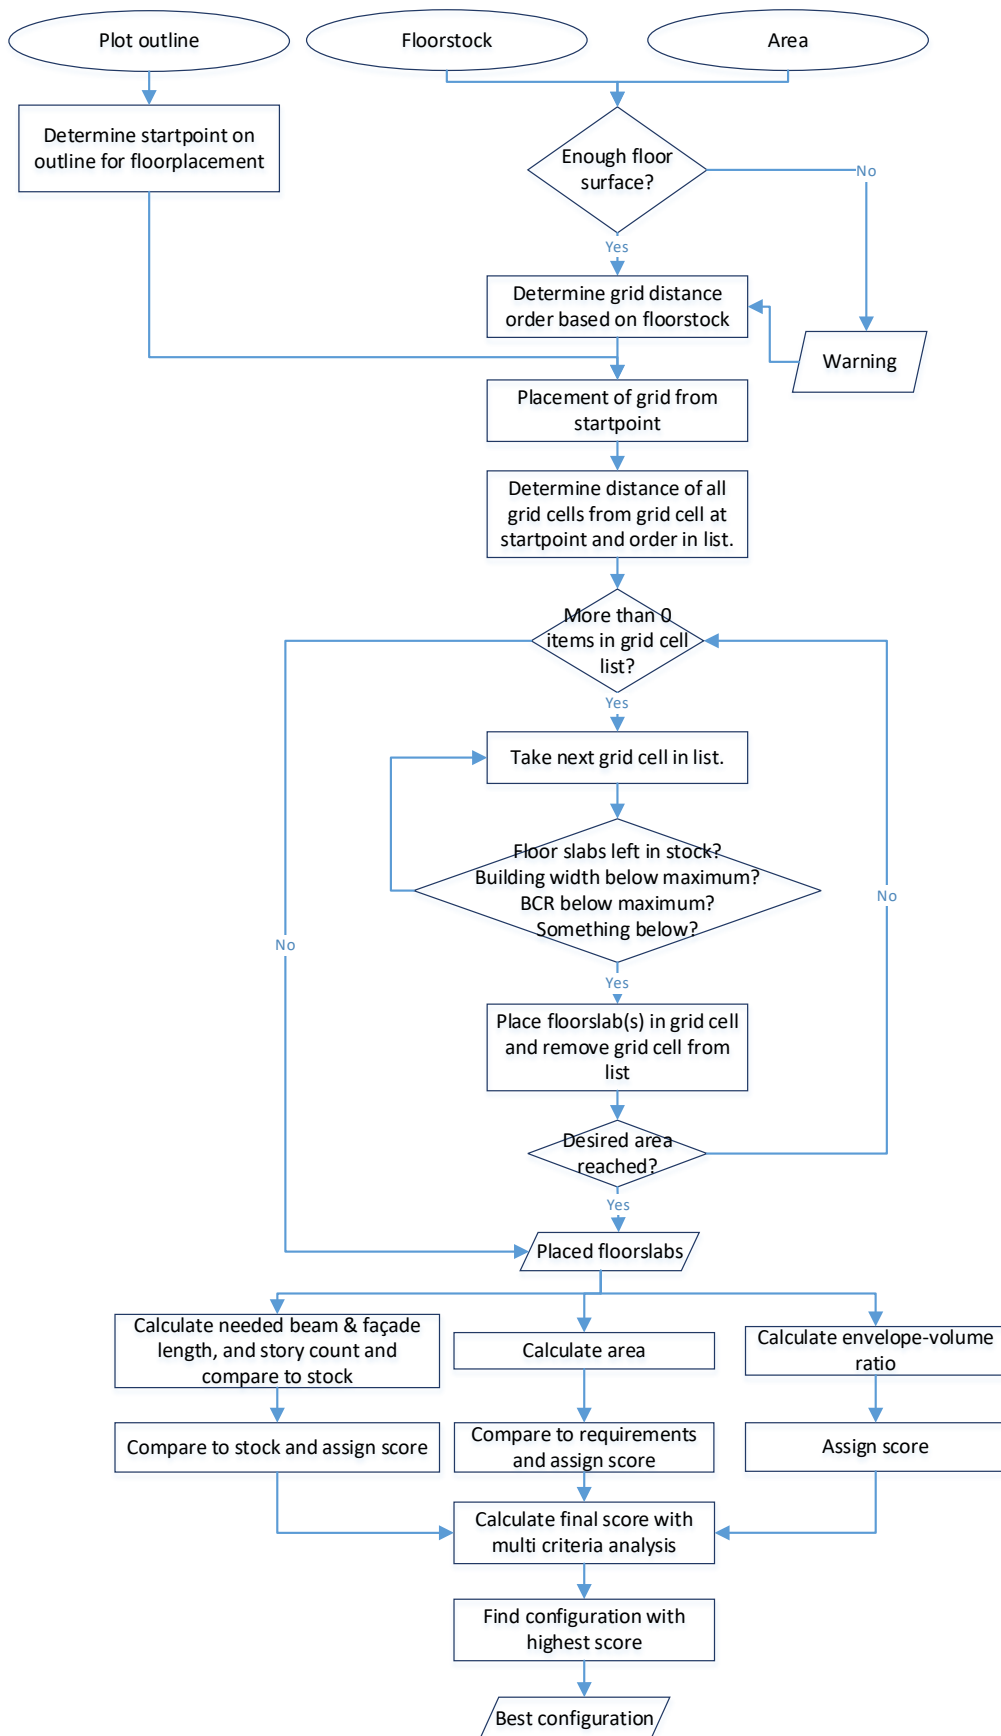 Plot outline
Floorstock
Area
Determine startpoint on
outline for floorplacement
Enough floor
surface?
No
Yes
Determine grid distance
order based on floorstock
Warning
Placement of grid from
startpoint
Determine distance of all
grid cells from grid cell at
startpoint and order in list.
More than 0
items in grid cell
list?
Yes
Take next grid cell in list.
Floor slabs left in stock?
Building width below maximum?
BCR below maximum?
Something below?
No
No
Yes
Place floorslab(s) in grid cell
and remove grid cell from
list
Desired area
reached?
Yes
Placed floorslabs
Calculate needed beam & façade
length, and story count and
compare to stock
Calculate area
Calculate envelope-volume
ratio
Compare to stock and assign score
Compare to requirements
and assign score
Assign score
Calculate final score with
multi criteria analysis
Find configuration with
highest score
Best configuration